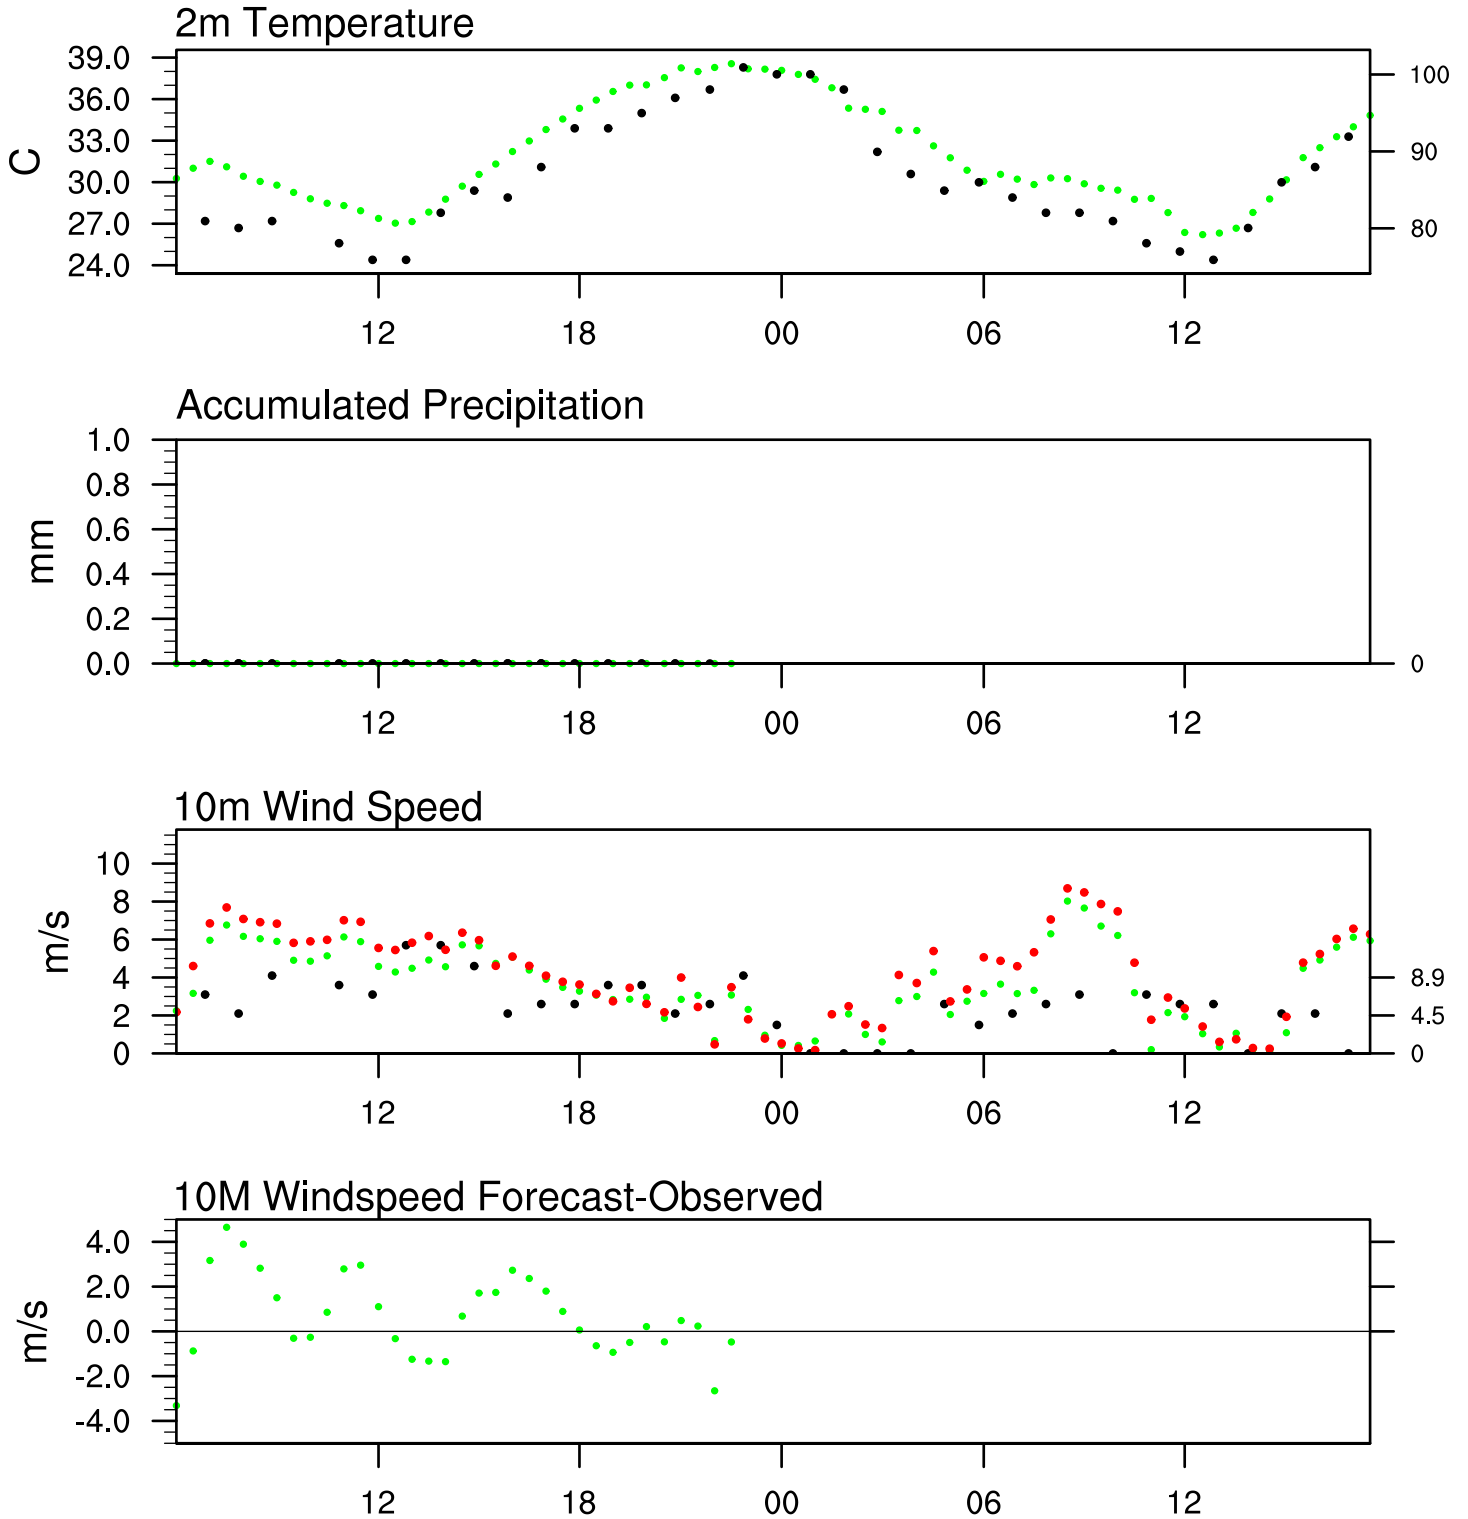 2m Temperature
39.0
36.0
33.0
30.0
27.0
24.0
C
100
90
80
12 18 00 06 12
Accumulated Precipitation
1.0
0.8
0.6
0.4
0.2
0.0
mm
0
12 18 00 06 12
10m Wind Speed
10
8
6
4
2
0
m/s
8.9
4.5
0
12 18 00 06 12
10M Windspeed Forecast-Observed
4.0
2.0
0.0
-2.0
-4.0
m/s
12 18 00 06 12